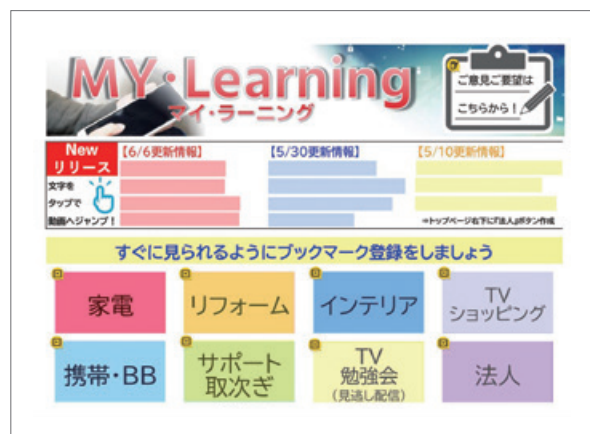 MY・Learning
マイ・ラーニング
ご意見ご要望は
こちらから！
New
リリース
文字を
タップで
動画へジャンプ！
【6/6更新情報】
【5/30更新情報】
【5/10更新情報】
⇒トップページ右下に『法人』ボタン作成
すぐに見られるようにブックマーク登録をしましょう
家電
リフォーム
インテリア
TV
ショッピング
携帯・BB
サポート
取次ぎ
TV
勉強会
(見逃し配信)
法人